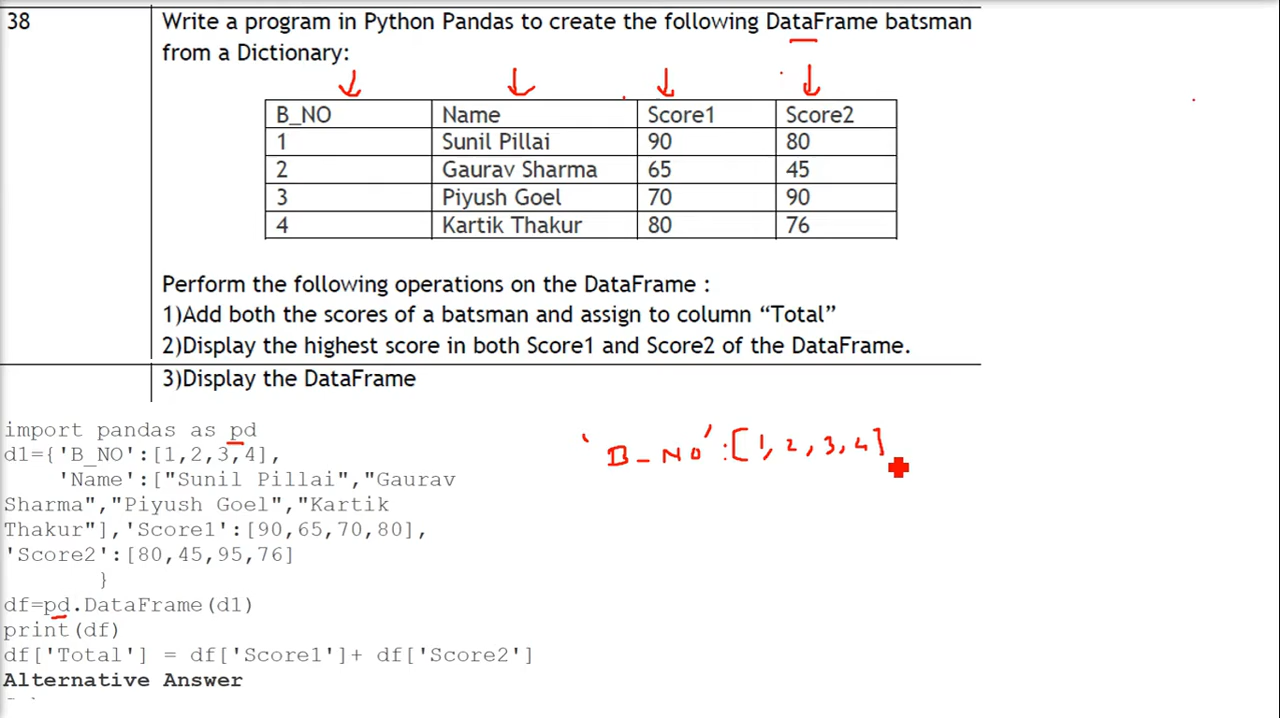 38
Write a program in Python Pandas to create the following DataFrame batsman
from a Dictionary:
B_NO Name Score1 Score2
1 Sunil Pillai 90 80
2 Gaurav Sharma 65 45
3 Piyush Goel 70 90
4 Kartik Thakur 80 76
Perform the following operations on the DataFrame :
1)Add both the scores of a batsman and assign to column “Total”
2)Display the highest score in both Score1 and Score2 of the DataFrame.
3)Display the DataFrame
import pandas as pd
d1={'B_NO':[1,2,3,4],
'Name':["Sunil Pillai","Gaurav
Sharma","Piyush Goel","Kartik
Thakur"],'Score1':[90,65,70,80],
'Score2':[80,45,95,76]
}
df=pd.DataFrame(d1)
print(df)
df['Total'] = df['Score1']+ df['Score2']
Alternative Answer
'B_NO':[1,2,3,4]